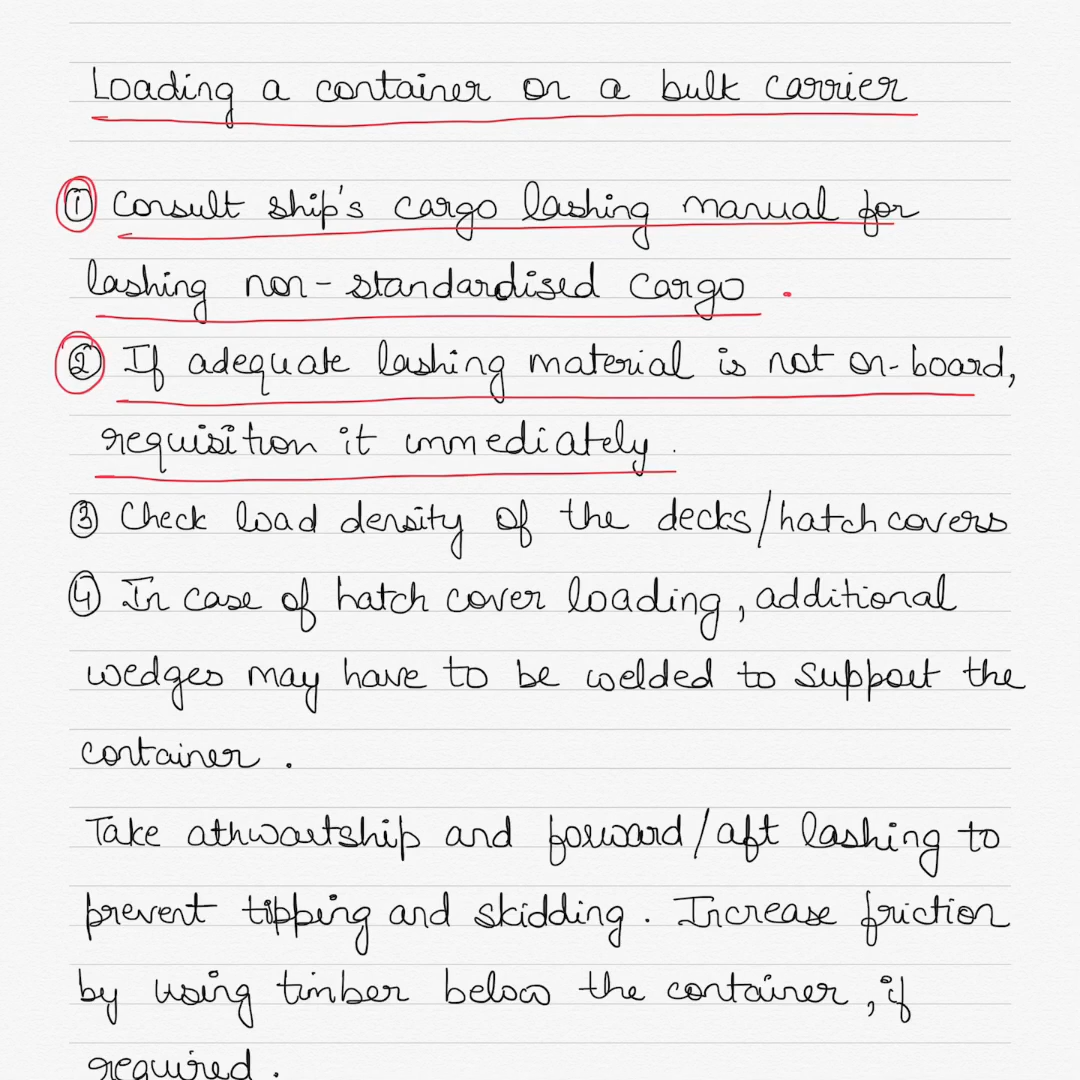 Loading a container on a bulk carrier
① Consult ship's cargo lashing manual for
lashing non-standardised cargo .
② If adequate lashing material is not on-board,
requisition it immediately .
③ Check load density of the decks/hatch covers
④ In case of hatch cover loading, additional
wedges may have to be welded to support the
container .
Take athwartship and forward/aft lashing to
prevent tipping and skidding. Increase friction
by using timber below the container, if
required .